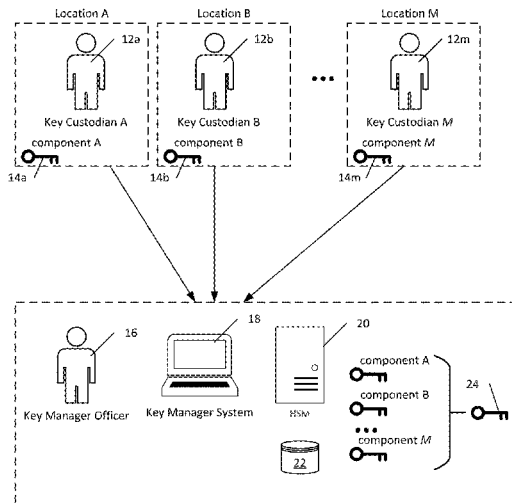 Location A
Location B
Location M
12a
12b
12m
Key Custodian A
Key Custodian B
Key Custodian M
component A
component B
component M
14a
14b
14m
16
18
20
Key Manager Officer
Key Manager System
HSM
22
component A
component B
component M
24